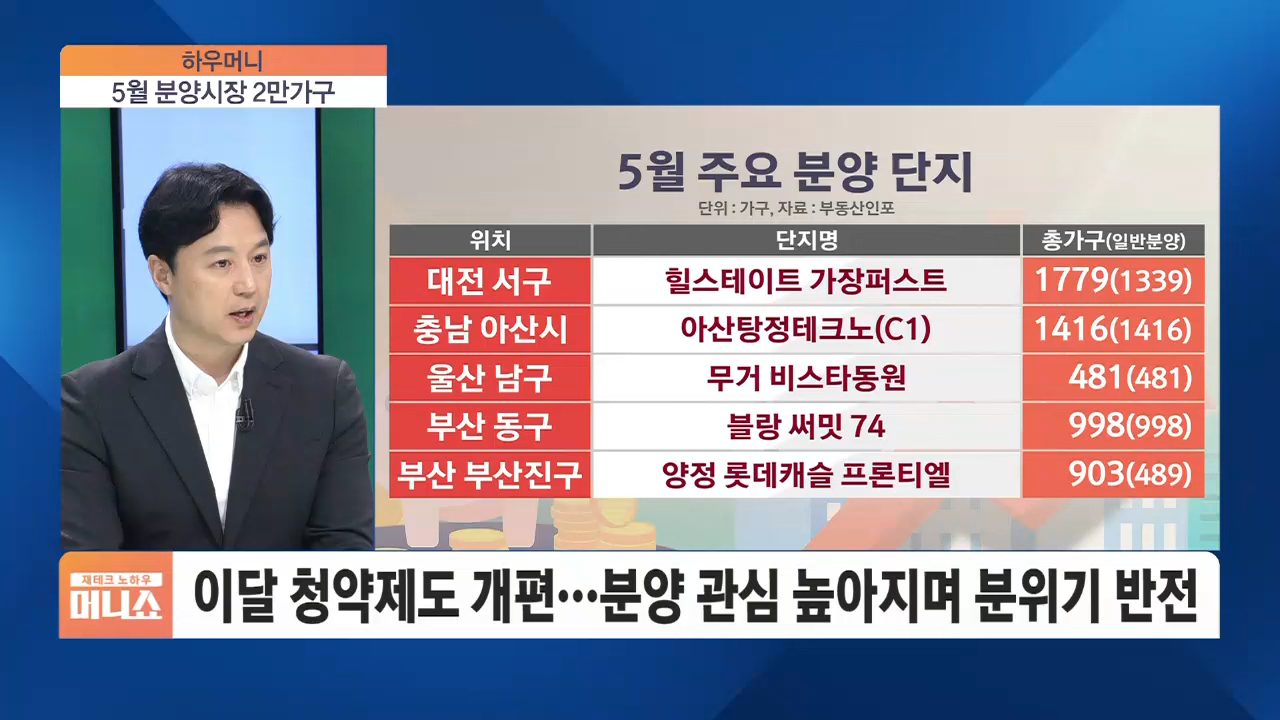 하우머니
5월 분양시장 2만가구
5월 주요 분양 단지
단위 : 가구, 자료 : 부동산인포
위치 단지명 총가구(일반분양)
대전 서구 힐스테이트 가장퍼스트 1779(1339)
충남 아산시 아산탕정테크노(C1) 1416(1416)
울산 남구 무거 비스타동원 481(481)
부산 동구 블랑 써밋 74 998(998)
부산 부산진구 양정 롯데캐슬 프론티엘 903(489)
재테크 노하우
머니쇼
이달 청약제도 개편…분양 관심 높아지며 분위기 반전